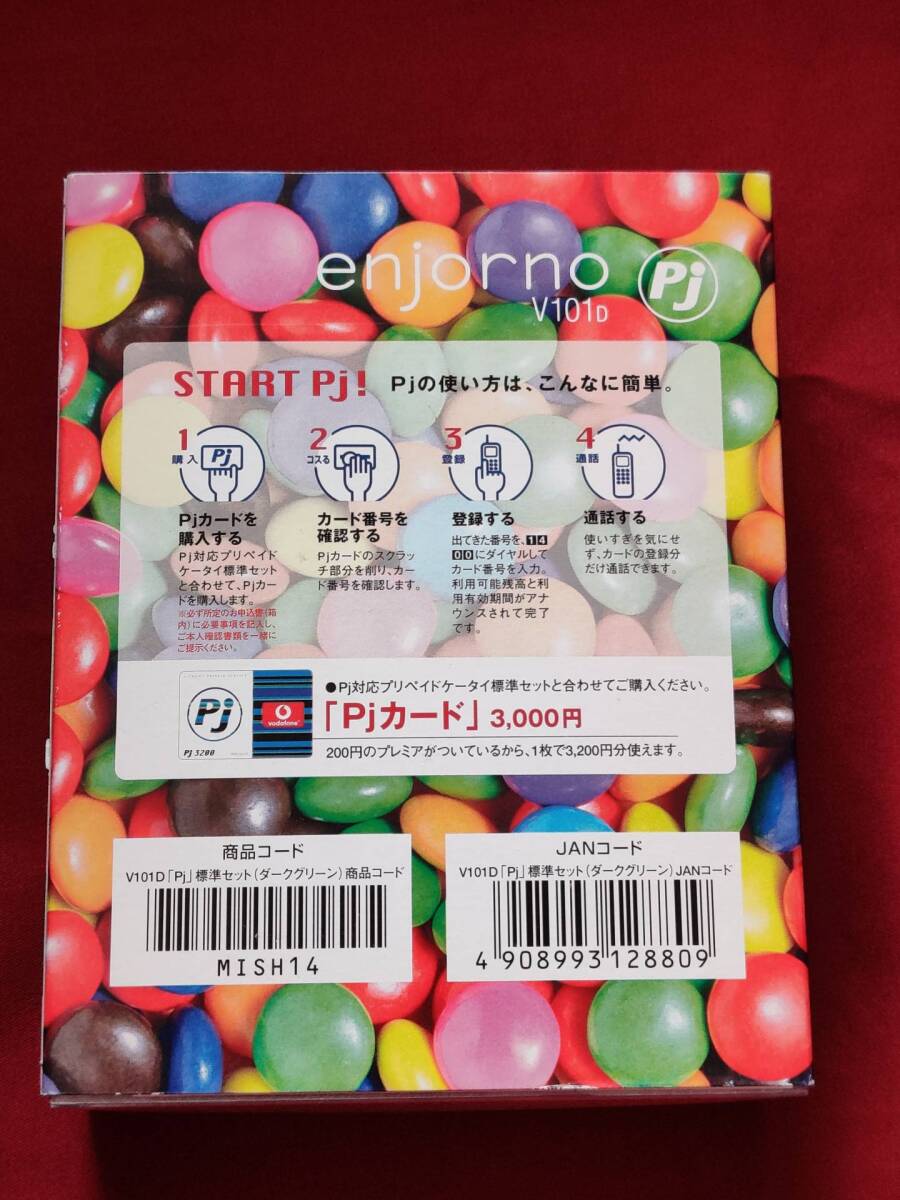 enjorno
Pj
V101D
START Pj! Pjの使い方は、こんなに簡単。
1
購入
Pj
Pjカードを
購入する
Pj対応プリペイド
ケータイ標準セット
と合わせて、Pjカー
ドを購入します。
※必ず所定のお申込書(箱
内)に必要事項を記入し、
ご本人確認書類を一緒に
ご提示ください。
2
コスる
カード番号を
確認する
Pjカードのスクラッ
チ部分を削り、カー
ド番号を確認します。
3
登録
登録する
出てきた番号を、14
00にダイヤルして
カード番号を入力。
利用可能残高と利
用有効期間がアナ
ウンスされて完了
です。
4
通話
通話する
使いすぎを気にせ
ず、カードの登録分
だけ通話できます。
Pj
vodafone
Pj 3200
●Pj対応プリペイドケータイ標準セットと合わせてご購入ください。
「Pjカード」3,000円
200円のプレミアがついているから、1枚で3,200円分使えます。
商品コード
V101D「Pj」標準セット(ダークグリーン)商品コード
MISH14
JANコード
V101D「Pj」標準セット(ダークグリーン)JANコード
4 908993 128809